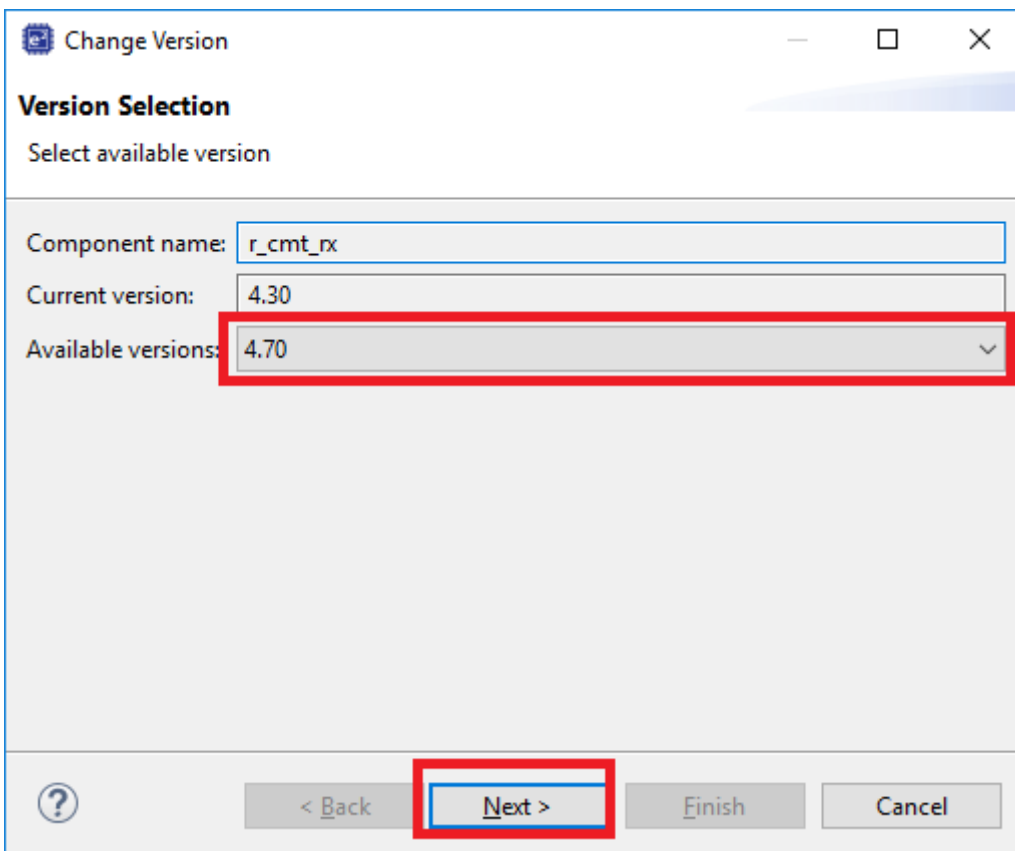 Change Version
Version Selection
Select available version
Component name: r_cmt_rx
Current version: 4.30
Available versions: 4.70
? < Back Next > Finish Cancel